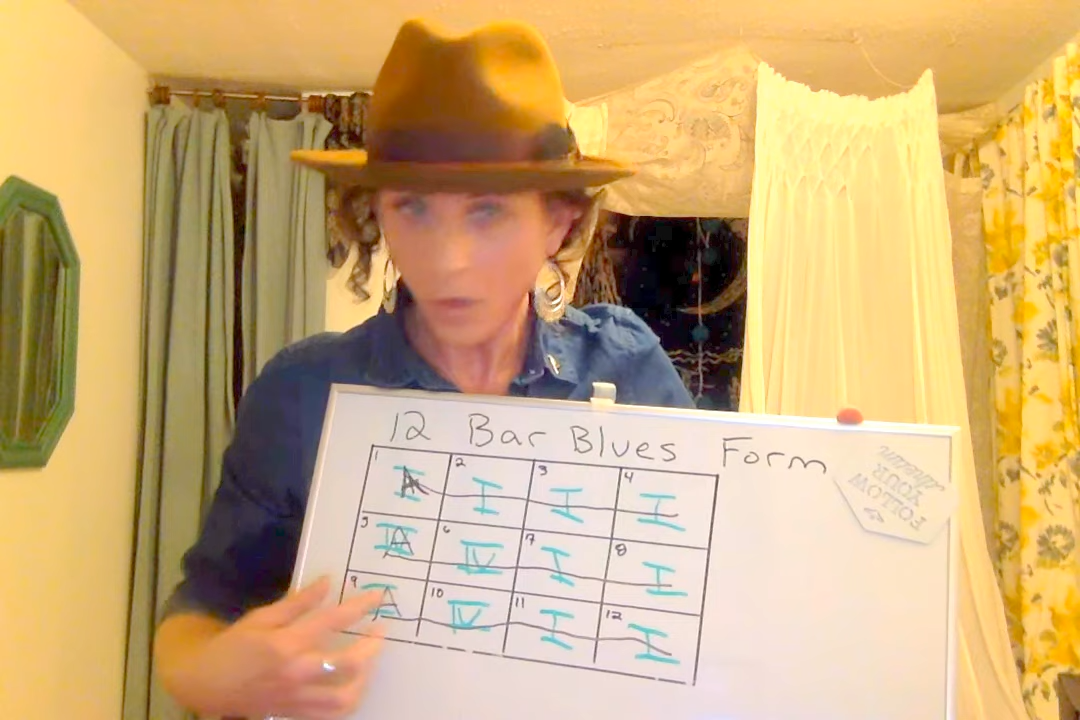 12 Bar Blues Form
1 I A 2 I 3 I 4 I
5 IV A 6 IV 7 I 8 I
9 A 10 IV 11 I 12 I
FOLLOW
YOUR
dream